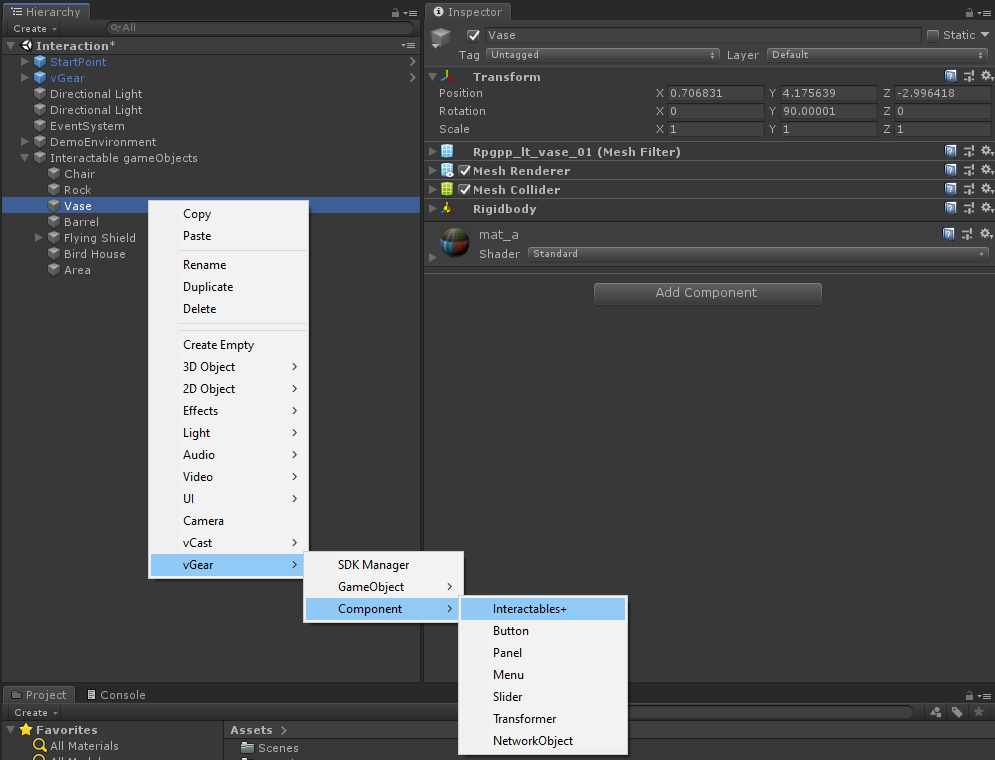 Hierarchy
Create
All
Interaction*
StartPoint
vGear
Directional Light
Directional Light
EventSystem
DemoEnvironment
Interactable gameObjects
Chair
Rock
Vase
Barrel
Flying Shield
Bird House
Area
Copy
Paste
Rename
Duplicate
Delete
Create Empty
3D Object
2D Object
Effects
Light
Audio
Video
UI
Camera
vCast
vGear
SDK Manager
GameObject
Component
Interactables+
Button
Panel
Menu
Slider
Transformer
NetworkObject
Inspector
Vase Static
Tag Untagged Layer Default
Transform
Position X 0.706831 Y 4.175639 Z -2.996418
Rotation X 0 Y 90.00001 Z 0
Scale X 1 Y 1 Z 1
Rpgpp_lt_vase_01 (Mesh Filter)
Mesh Renderer
Mesh Collider
Rigidbody
mat_a
Shader Standard
Add Component
Project Console
Create
Favorites
All Materials
Assets
Scenes